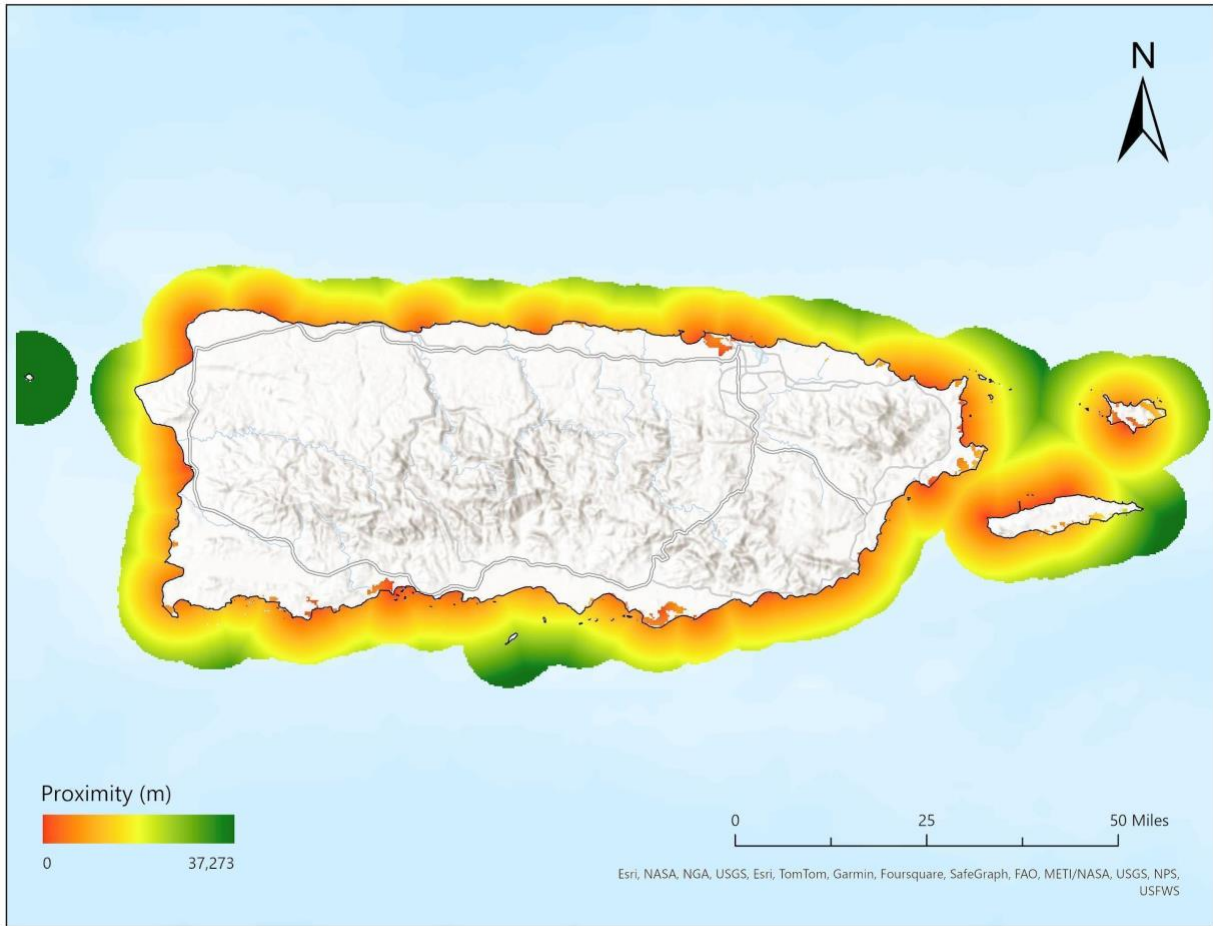 N
Proximity (m)
0 37,273
0 25 50 Miles
Esri, NASA, NGA, USGS, Esri, TomTom, Garmin, Foursquare, SafeGraph, FAO, METI/NASA, USGS, NPS,
USFWS